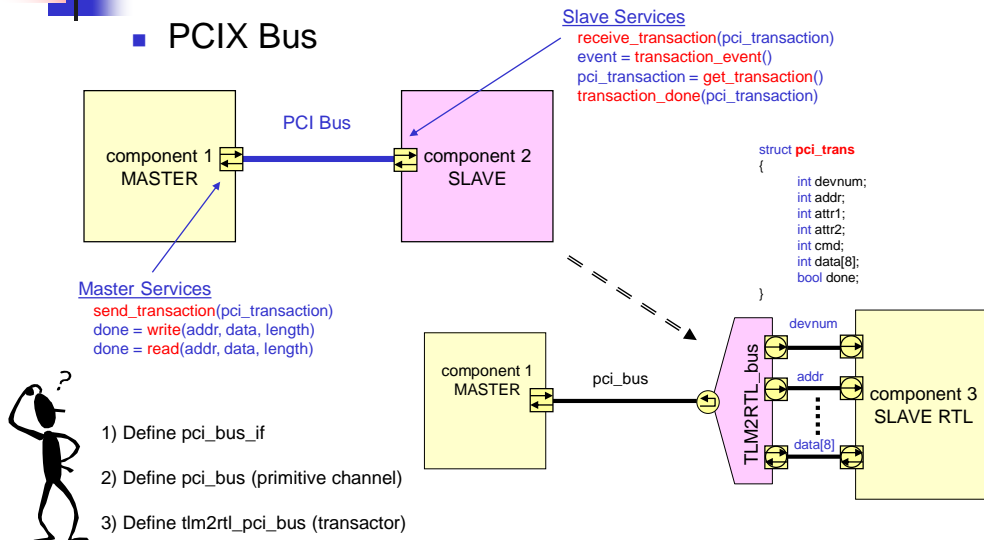 PCIX Bus
Slave Services
receive_transaction(pci_transaction)
event = transaction_event()
pci_transaction = get_transaction()
transaction_done(pci_transaction)
PCI Bus
component 1
MASTER
component 2
SLAVE
struct pci_trans
{
int devnum;
int addr;
int attr1;
int attr2;
int cmd;
int data[8];
bool done;
}
Master Services
send_transaction(pci_transaction)
done = write(addr, data, length)
done = read(addr, data, length)
component 1
MASTER
pci_bus
TLM2RTL_bus
devnum
addr
data[8]
component 3
SLAVE RTL
?
1) Define pci_bus_if
2) Define pci_bus (primitive channel)
3) Define tlm2rtl_pci_bus (transactor)